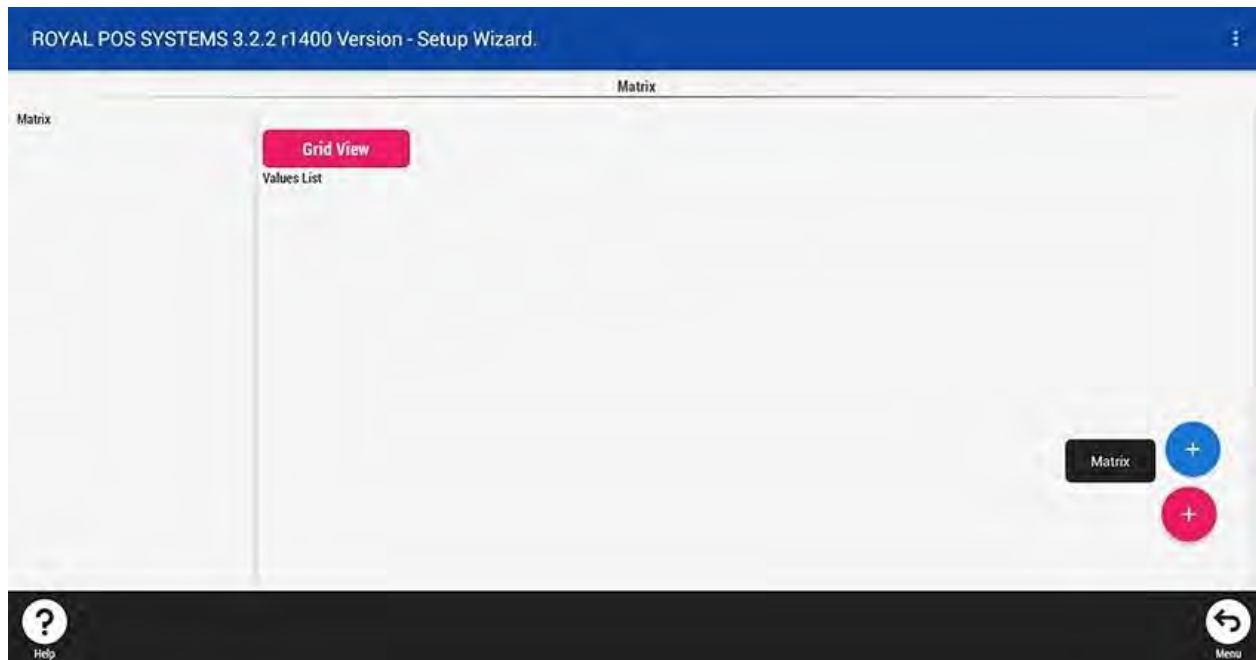 ROYAL POS SYSTEMS 3.2.2 r1400 Version - Setup Wizard.
Matrix
Matrix
Grid View
Values List
Matrix
Help
Menu